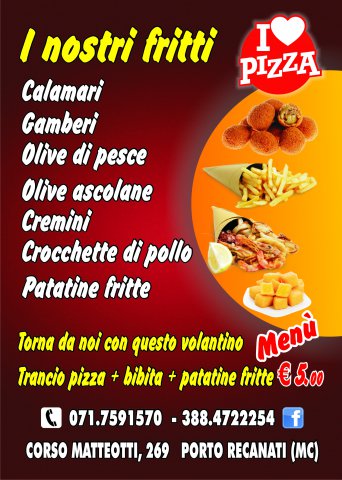 I nostri fritti
I ♥
PIZZA
Calamari
Gamberi
Olive di pesce
Olive ascolane
Cremini
Crocchette di pollo
Patatine fritte
Torna da noi con questo volantino
Menù
Trancio pizza + bibita + patatine fritte € 5,00
071.7591570 - 388.4722254 f
CORSO MATTEOTTI, 269 PORTO RECANATI (MC)